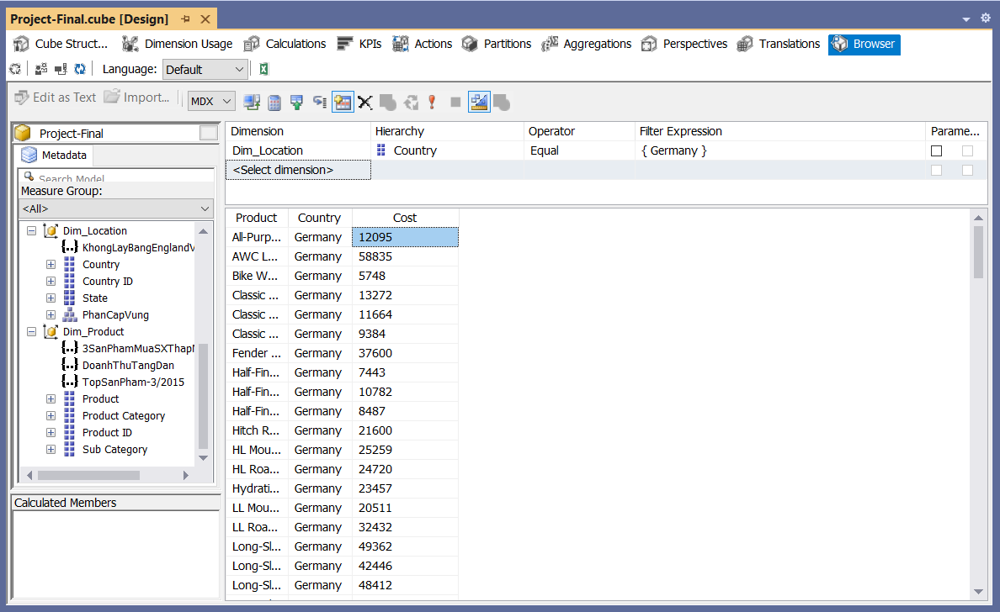 Project-Final.cube [Design]
Cube Struct... Dimension Usage Calculations KPIs Actions Partitions Aggregations Perspectives Translations Browser
Language: Default
Edit as Text Import... MDX
Project-Final
Metadata
Search Model
Measure Group:
<All>
Dim_Location
KhongLayBangEnglandV
Country
Country ID
State
PhanCapVung
Dim_Product
3SanPhamMuaSXThapN
DoanhThuTangDan
TopSanPham-3/2015
Product
Product Category
Product ID
Sub Category
Calculated Members
Dimension Hierarchy Operator Filter Expression Parame...
Dim_Location Country Equal { Germany }
<Select dimension>
Product Country Cost
All-Purp... Germany 12095
AWC L... Germany 58835
Bike W... Germany 5748
Classic ... Germany 13272
Classic ... Germany 11664
Classic ... Germany 9384
Fender ... Germany 37600
Half-Fin... Germany 7443
Half-Fin... Germany 10782
Half-Fin... Germany 8487
Hitch R... Germany 21600
HL Mou... Germany 25259
HL Roa... Germany 24720
Hydrati... Germany 23457
LL Mou... Germany 20511
LL Roa... Germany 32432
Long-Sl... Germany 49362
Long-Sl... Germany 42446
Long-Sl... Germany 48412